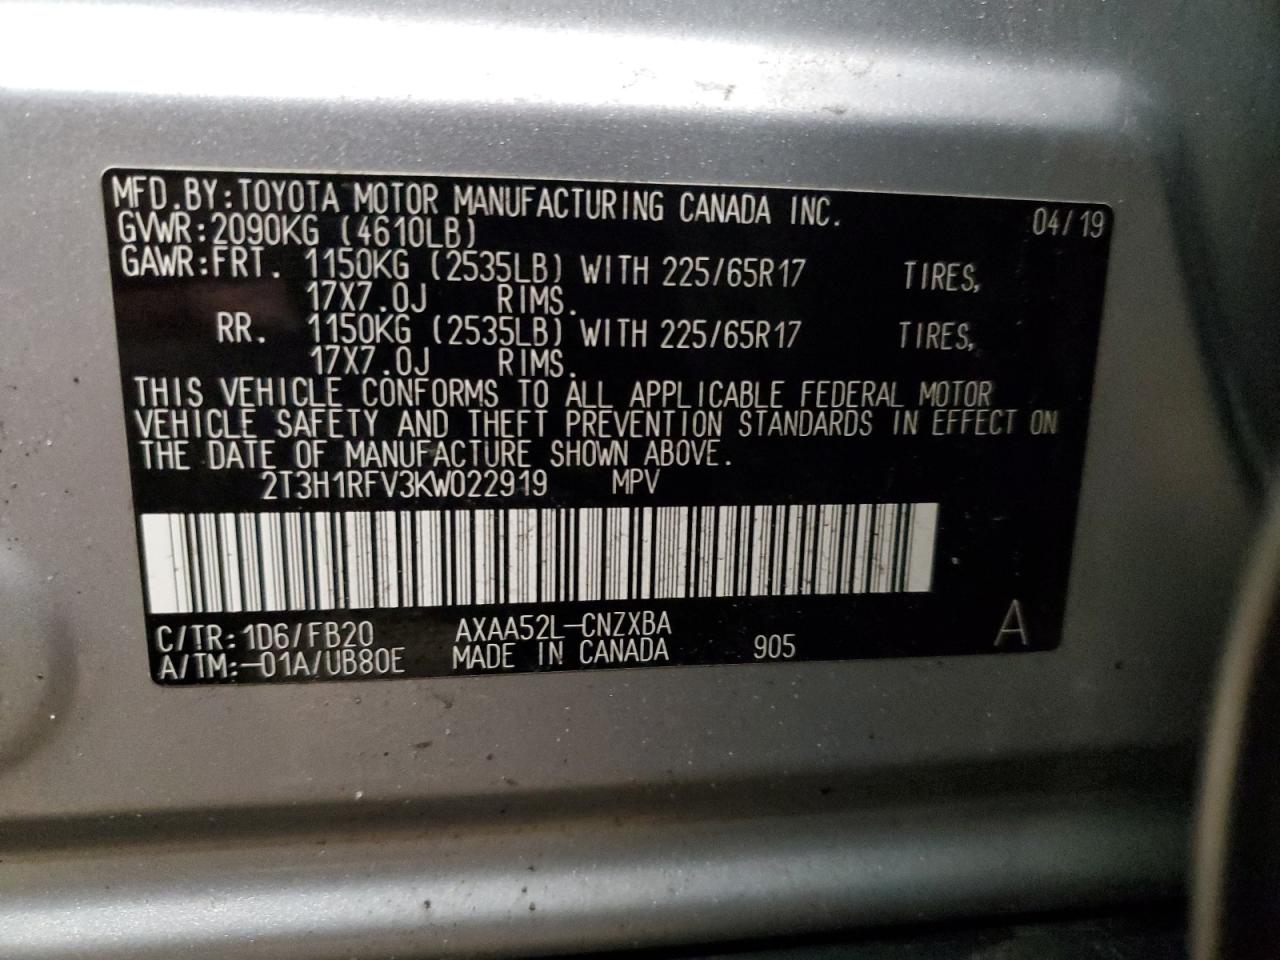 MFD.BY:TOYOTA MOTOR MANUFACTURING CANADA INC. 04/19
GVWR:2090KG (4610LB)
GAWR:FRT. 1150KG (2535LB) WITH 225/65R17 TIRES,
17X7.0J RIMS.
RR. 1150KG (2535LB) WITH 225/65R17 TIRES,
17X7.0J RIMS.
THIS VEHICLE CONFORMS TO ALL APPLICABLE FEDERAL MOTOR
VEHICLE SAFETY AND THEFT PREVENTION STANDARDS IN EFFECT ON
THE DATE OF MANUFACTURE SHOWN ABOVE.
2T3H1RFV3KW022919 MPV
C/TR:1D6/FB20 AXAA52L-CNZXBA A
A/TM:-01A/UB80E MADE IN CANADA 905